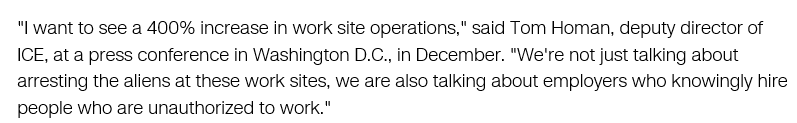 "I want to see a 400% increase in work site operations," said Tom Homan, deputy director of
ICE, at a press conference in Washington D.C., in December. "We're not just talking about
arresting the aliens at these work sites, we are also talking about employers who knowingly hire
people who are unauthorized to work."